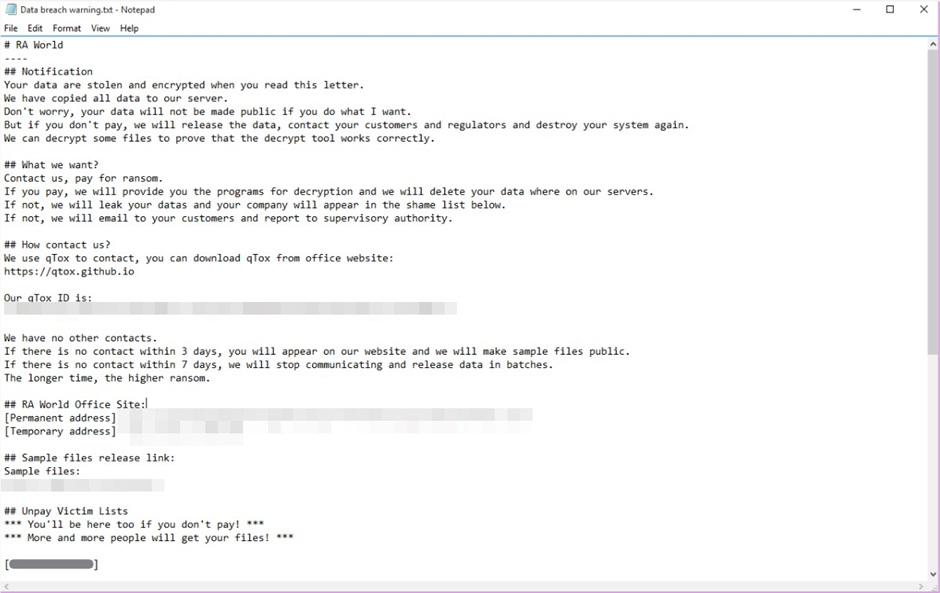 Data breach warning.txt - Notepad
File Edit Format View Help
# RA World
----
## Notification
Your data are stolen and encrypted when you read this letter.
We have copied all data to our server.
Don't worry, your data will not be made public if you do what I want.
But if you don't pay, we will release the data, contact your customers and regulators and destroy your system again.
We can decrypt some files to prove that the decrypt tool works correctly.
## What we want?
Contact us, pay for ransom.
If you pay, we will provide you the programs for decryption and we will delete your data where on our servers.
If not, we will leak your datas and your company will appear in the shame list below.
If not, we will email to your customers and report to supervisory authority.
## How contact us?
We use qTox to contact, you can download qTox from office website:
https://qtox.github.io
Our qTox ID is:
We have no other contacts.
If there is no contact within 3 days, you will appear on our website and we will make sample files public.
If there is no contact within 7 days, we will stop communicating and release data in batches.
The longer time, the higher ransom.
## RA World Office Site:
[Permanent address]
[Temporary address]
## Sample files release link:
Sample files:
## Unpay Victim Lists
*** You'll be here too if you don't pay! ***
*** More and more people will get your files! ***
[ ]